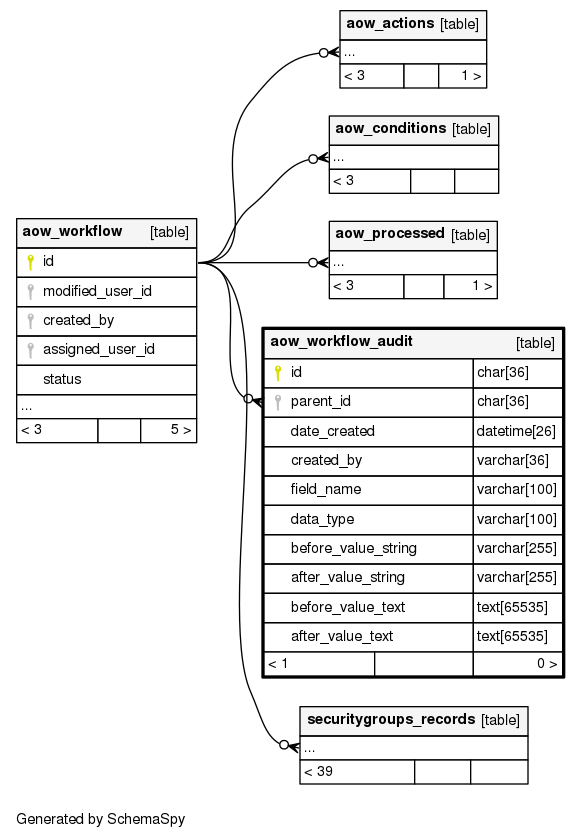 aow_actions [table]
...
< 3 1 >
aow_conditions [table]
...
< 3
aow_processed [table]
...
< 3 1 >
aow_workflow [table]
id
modified_user_id
created_by
assigned_user_id
status
...
< 3 5 >
aow_workflow_audit [table]
id char[36]
parent_id char[36]
date_created datetime[26]
created_by varchar[36]
field_name varchar[100]
data_type varchar[100]
before_value_string varchar[255]
after_value_string varchar[255]
before_value_text text[65535]
after_value_text text[65535]
< 1 0 >
securitygroups_records [table]
...
< 39
Generated by SchemaSpy